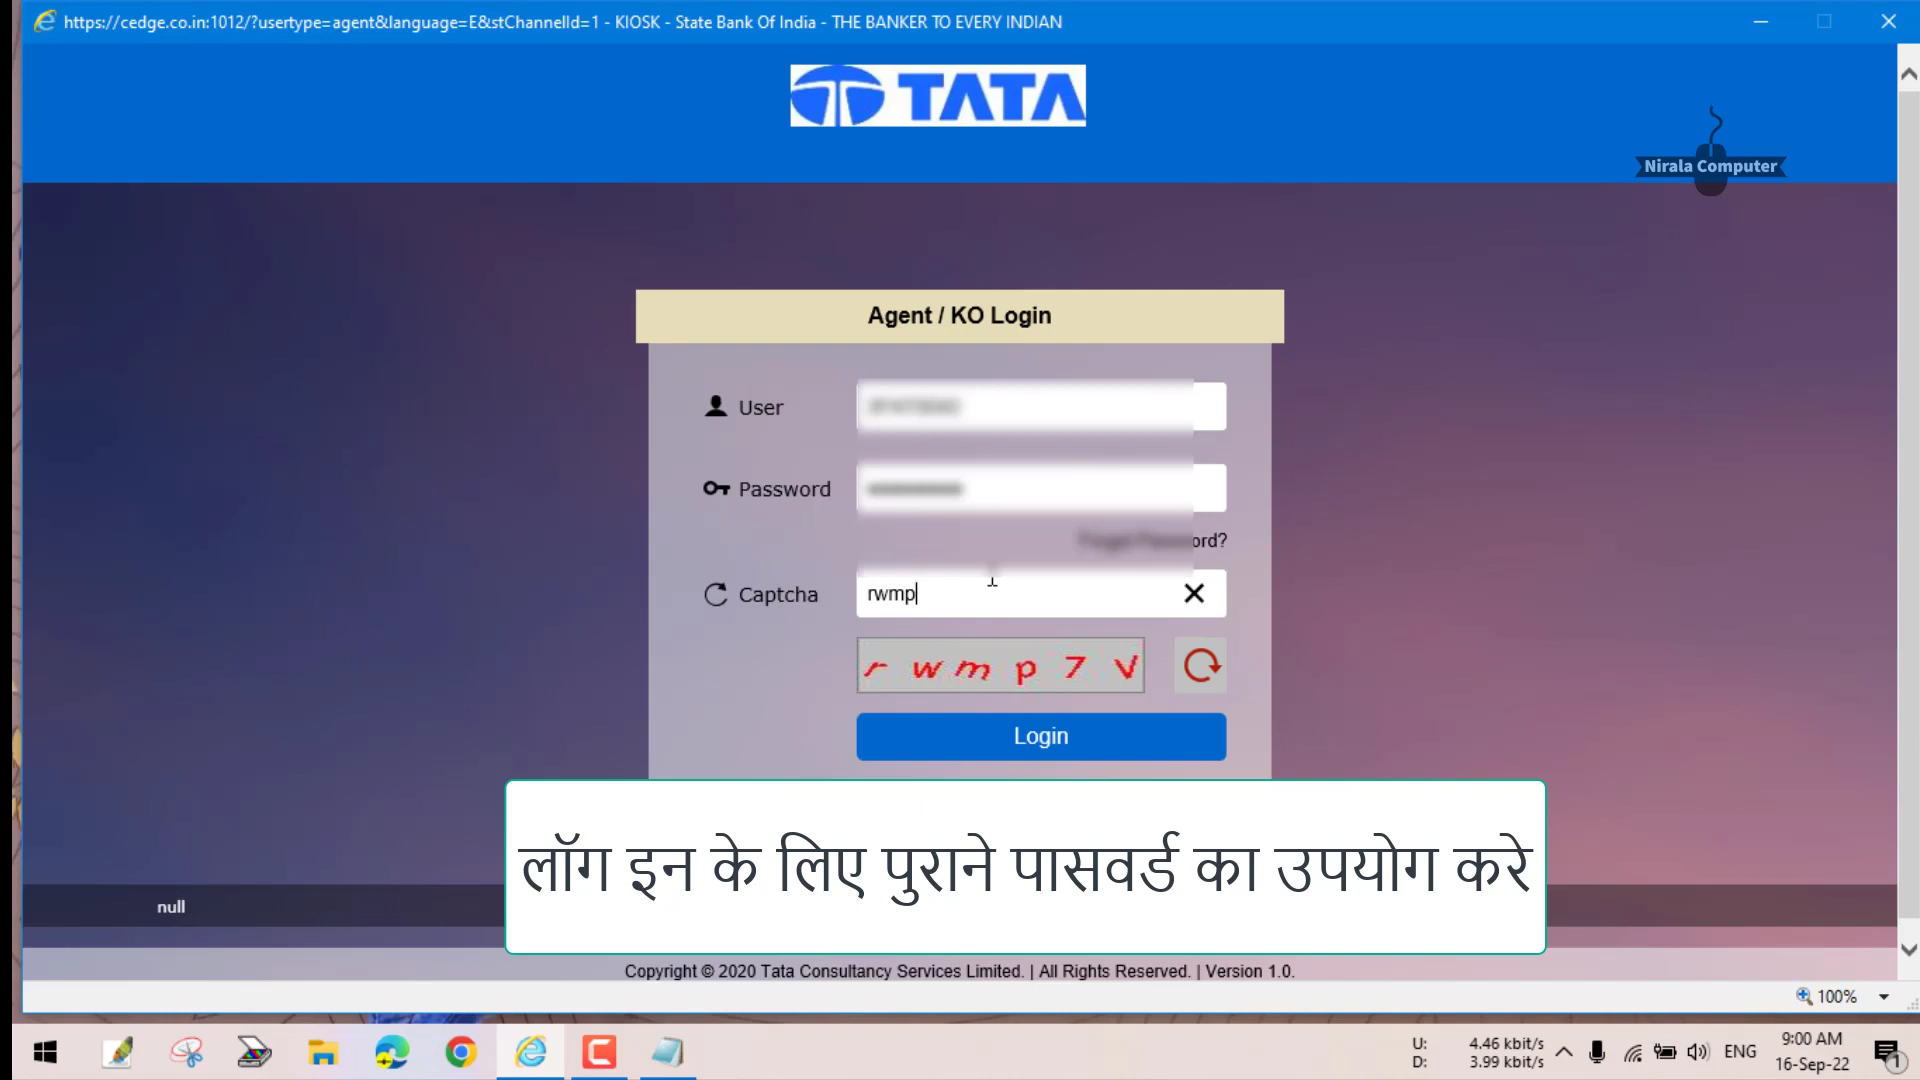 https://cedge.co.in:1012/?usertype=agent&language=E&stChannelId=1 - KIOSK - State Bank Of India - THE BANKER TO EVERY INDIAN
TATA
Nirala Computer
Agent / KO Login
User
Password
ord?
Captcha
rwmp
r w m p 7 V
Login
लॉग इन के लिए पुराने पासवर्ड का उपयोग करे
null
Copyright © 2020 Tata Consultancy Services Limited. | All Rights Reserved. | Version 1.0.
100%
U: 4.46 kbit/s
D: 3.99 kbit/s
ENG
9:00 AM
16-Sep-22
1